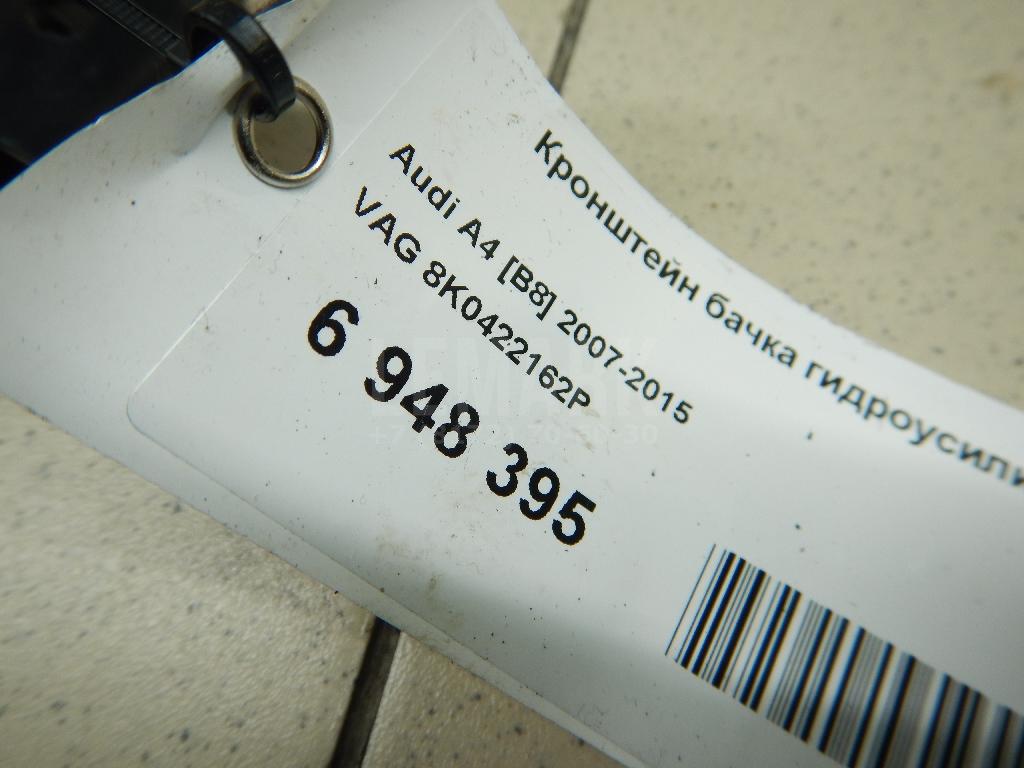 Кронштейн бачка гидроусили
Audi A4 [B8] 2007-2015
VAG 8K0422162P
6 948 395